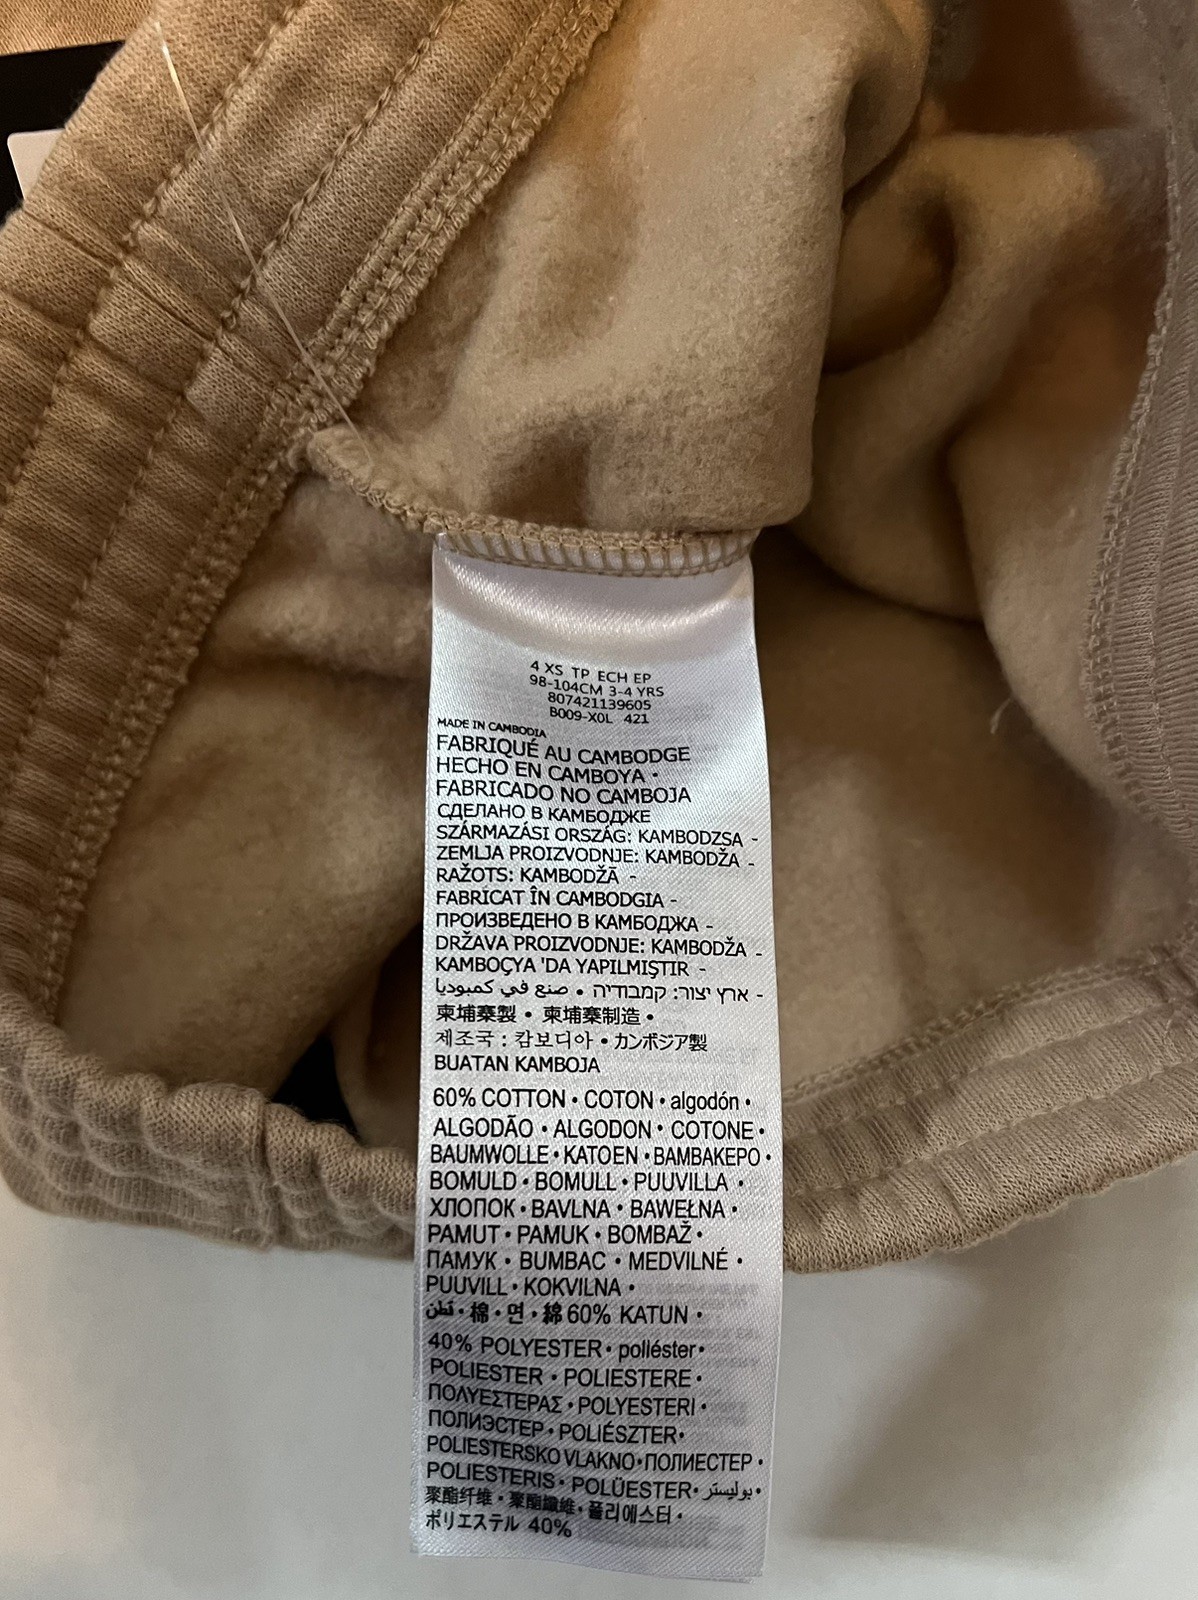 4 XS TP ECH EP
98-104CM 3-4 YRS
807421139605
B009-X0L 421
MADE IN CAMBODIA
FABRIQUÉ AU CAMBODGE
HECHO EN CAMBOYA •
FABRICADO NO CAMBOJA
СДЕЛАНО В КАМБОДЖЕ
SZÁRMAZÁSI ORSZÁG: KAMBODZSA -
ZEMLJA PROIZVODNJE: KAMBODŽA -
RAŽOTS: KAMBODŽĀ -
FABRICAT ÎN CAMBODGIA -
ПРОИЗВЕДЕНО В КАМБОДЖА -
DRŽAVA PROIZVODNJE: KAMBODŽA -
KAMBOÇYA 'DA YAPILMIŞTIR -
ארץ יצור: קמבודיה • صنع في كمبوديا -
柬埔寨製 • 柬埔寨制造 •
제조국 : 캄보디아 • カンボジア製
BUATAN KAMBOJA
60% COTTON • COTON • algodón •
ALGODÃO • ALGODON • COTONE •
BAUMWOLLE • KATOEN • ΒΑΜΒΑΚΕΡΟ •
BOMULD • BOMULL • PUUVILLA •
ХЛОПОК • BAVLNA • BAWEŁNA •
PAMUT • PAMUK • BOMBAŽ •
ПАМУК • BUMBAC • MEDVILNÉ •
PUUVILL • KOKVILNA •
قطن • 棉 • 면 • 綿 60% KATUN •
40% POLYESTER • poliéster •
POLIESTER • POLIESTERE •
ΠΟΛΥΕΣΤΕΡΑΣ • POLYESTERI •
ПОЛИЭСТЕР • POLIÉSZTER •
POLIESTERSKO VLAKNO • ПОЛИЕСТЕР •
POLIESTERIS • POLÜESTER • بوليستر •
聚酯纤维 • 聚酯纖維 • 폴리에스터 •
ポリエステル 40%